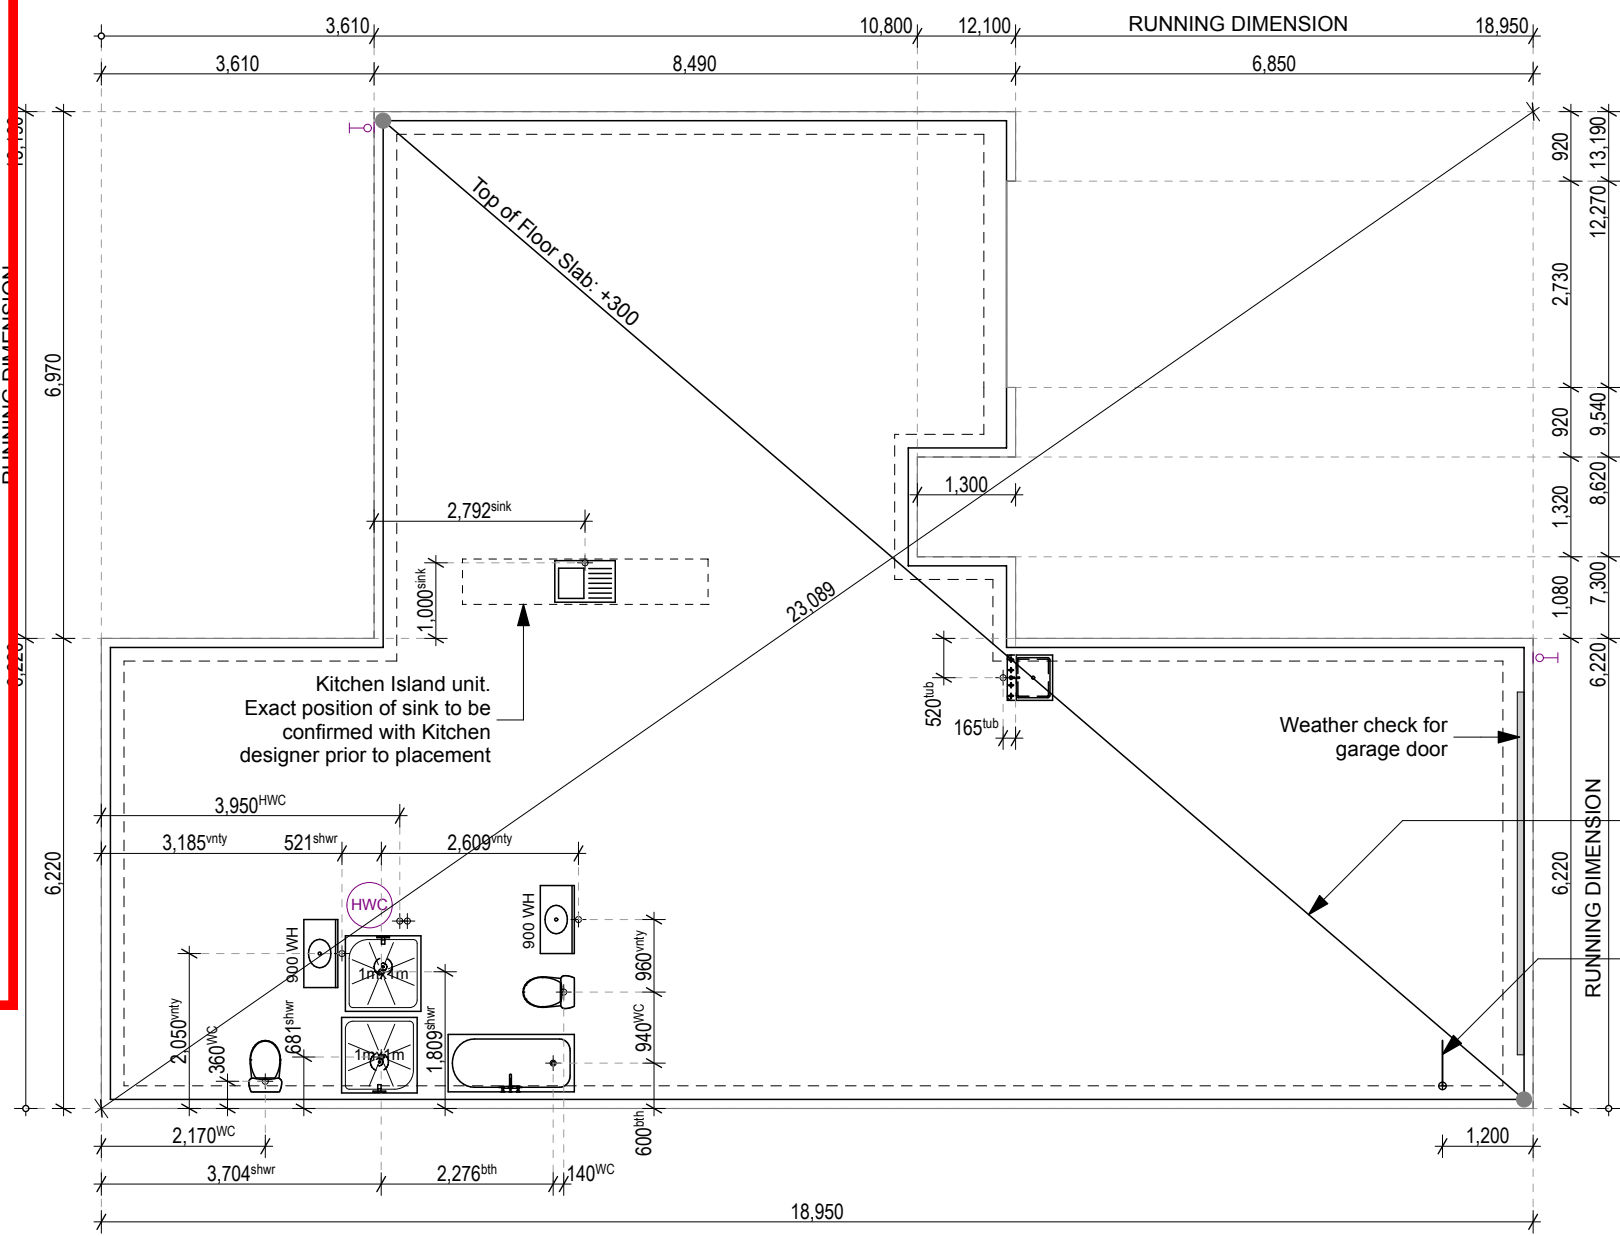 3,610
10,800
12,100
RUNNING DIMENSION
18,950
3,610
8,490
6,850
920
13,190
12,270
2,730
920
9,540
8,620
1,320
1,080
7,300
6,220
6,220
RUNNING DIMENSION
RUNNING DIMENSION
6,970
6,220
Top of Floor Slab: +300
1,300
2,792sink
1,000sink
23,089
Kitchen Island unit.
Exact position of sink to be
confirmed with Kitchen
designer prior to placement
520tub
165tub
Weather check for
garage door
3,950HWC
3,185vnty
521shwr
2,609vnty
HWC
900 WH
900 WH
1mx1m
1mx1m
2,050vnty
360WC
681shwr
1,809shwr
960vnty
940WC
600bth
2,170WC
3,704shwr
2,276bth
140WC
1,200
18,950